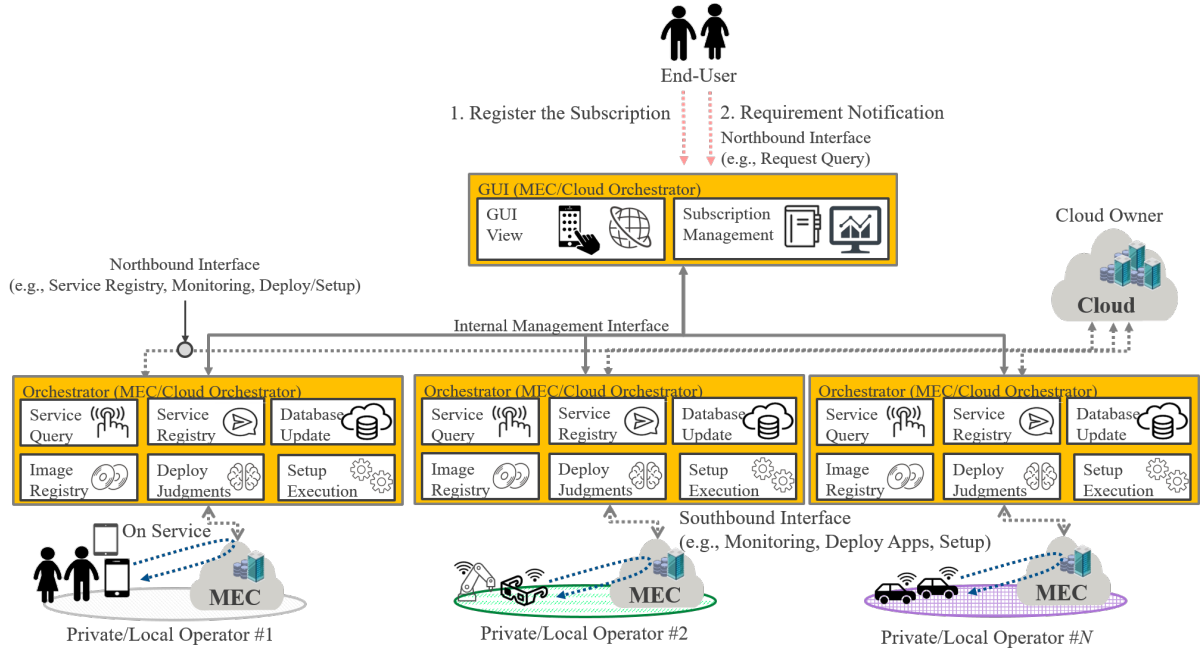 End-User
1. Register the Subscription
2. Requirement Notification
Northbound Interface
(e.g., Request Query)
GUI (MEC/Cloud Orchestrator)
GUI
View
Subscription
Management
Cloud Owner
Cloud
Northbound Interface
(e.g., Service Registry, Monitoring, Deploy/Setup)
Internal Management Interface
Orchestrator (MEC/Cloud Orchestrator)
Service
Query
Service
Registry
Database
Update
Image
Registry
Deploy
Judgments
Setup
Execution
Orchestrator (MEC/Cloud Orchestrator)
Service
Query
Service
Registry
Database
Update
Image
Registry
Deploy
Judgments
Setup
Execution
Orchestrator (MEC/Cloud Orchestrator)
Service
Query
Service
Registry
Database
Update
Image
Registry
Deploy
Judgments
Setup
Execution
On Service
MEC
Private/Local Operator #1
Southbound Interface
(e.g., Monitoring, Deploy Apps, Setup)
MEC
Private/Local Operator #2
MEC
Private/Local Operator #N